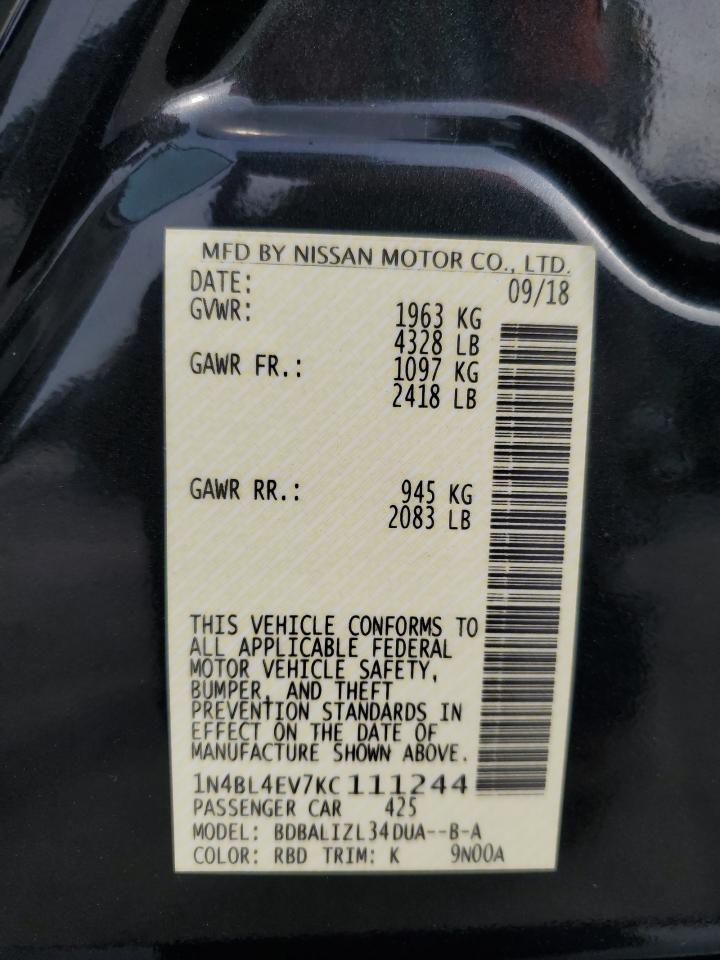 MFD BY NISSAN MOTOR CO., LTD.
DATE: 09/18
GVWR: 1963 KG
4328 LB
GAWR FR.: 1097 KG
2418 LB
GAWR RR.: 945 KG
2083 LB
THIS VEHICLE CONFORMS TO
ALL APPLICABLE FEDERAL
MOTOR VEHICLE SAFETY,
BUMPER, AND THEFT
PREVENTION STANDARDS IN
EFFECT ON THE DATE OF
MANUFACTURE SHOWN ABOVE.
1N4BL4EV7KC111244
PASSENGER CAR 425
MODEL: BDBALIZL34DUA--B-A
COLOR: RBD TRIM: K 9N00A